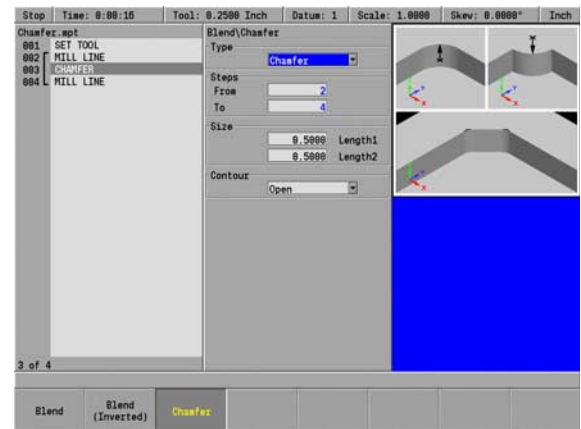 Stop Time: 0:00:16 Tool: 0.2500 Inch Datum: 1 Scale: 1.0000 Skew: 0.0000° Inch
Chamfer.mpt
001 SET TOOL
002 MILL LINE
003 CHAMFER
004 MILL LINE
3 of 4
Blend\Chamfer
Type
Chamfer
Steps
From 2
To 4
Size
0.5000 Length1
0.5000 Length2
Contour
Open
Y
X
Y
X
Y
X
Blend
Blend (Inverted)
Chamfer